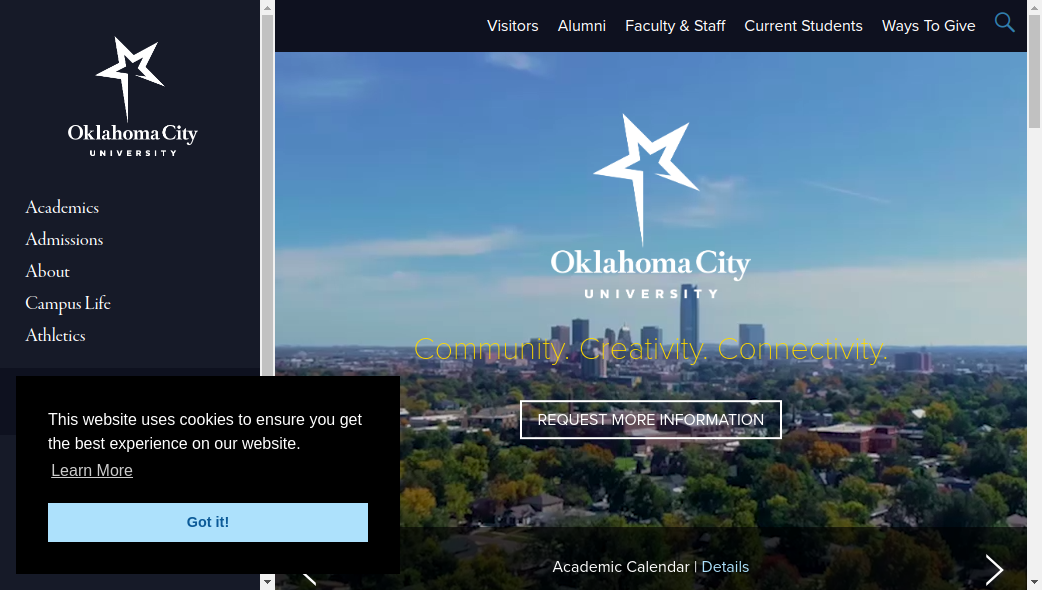 Oklahoma City
UNIVERSITY
Academics
Admissions
About
Campus Life
Athletics
This website uses cookies to ensure you get
the best experience on our website.
Learn More
Got it!
Visitors Alumni Faculty & Staff Current Students Ways To Give
Oklahoma City
UNIVERSITY
Community. Creativity. Connectivity.
REQUEST MORE INFORMATION
Academic Calendar | Details